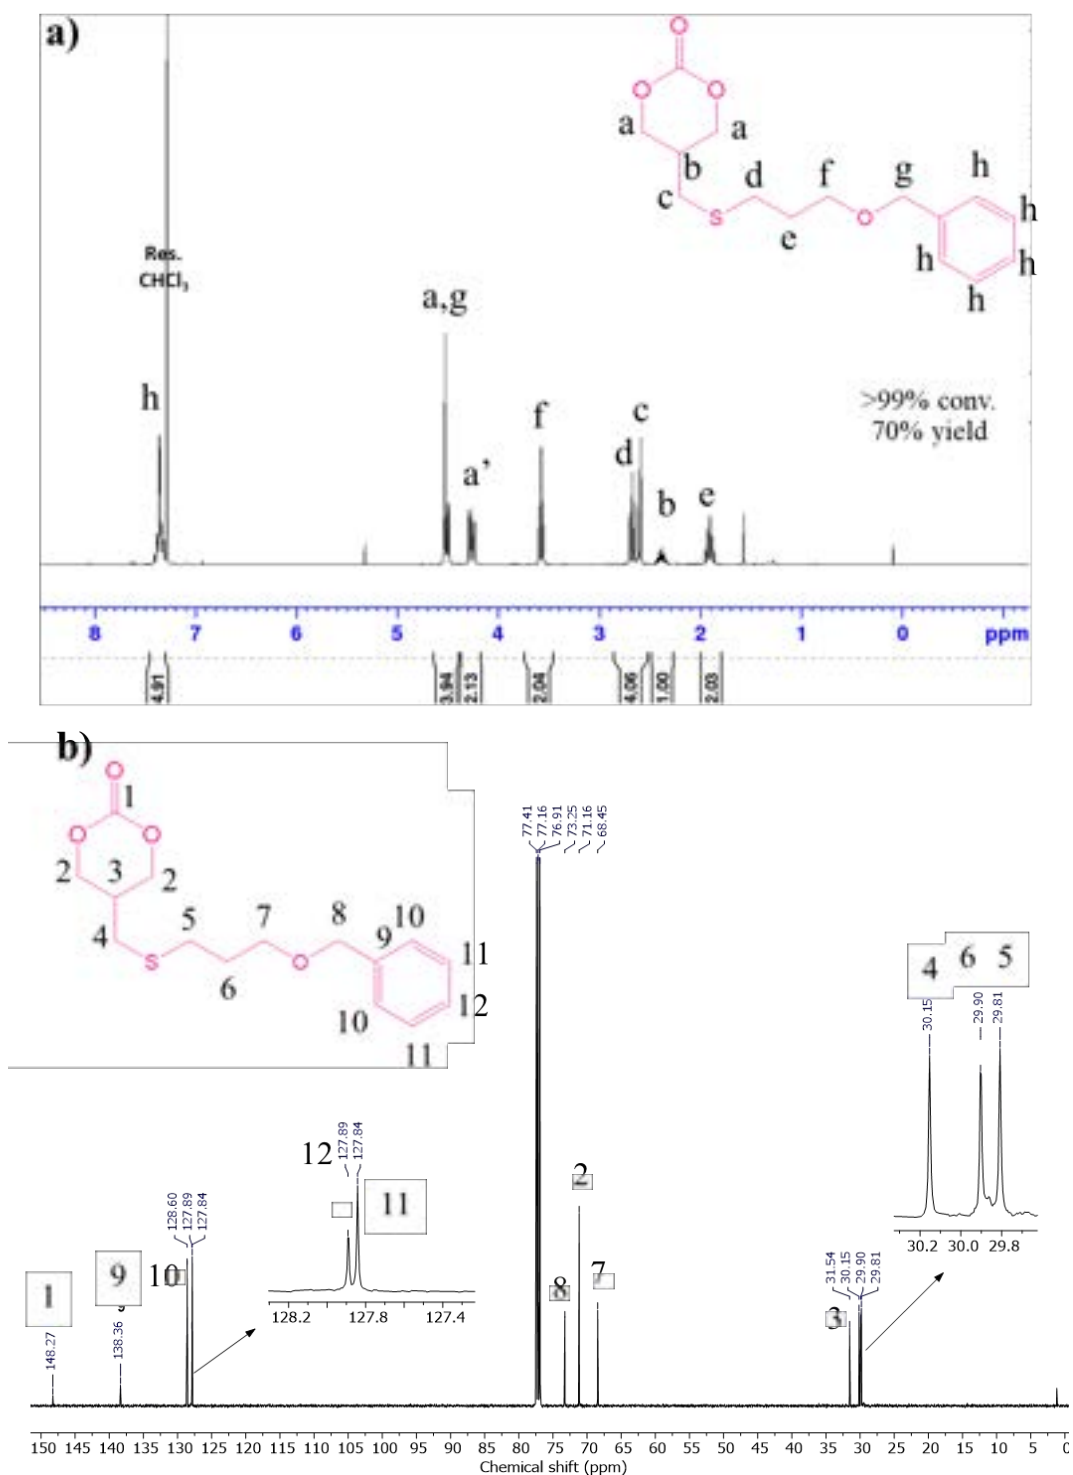 a)
O
O
O
a
a
b
c
d
f
g
h
S
e
O
h
h
h
h
Res.
CHCl3
a,g
h
>99% conv.
70% yield
c
f
d
a’
b
e
8
7
6
5
4
3
2
1
0
ppm
4.91
3.94
2.13
2.04
4.06
1.00
2.03
b)
O
1
O
O
2
3
2
4
5
7
8
10
9
11
S
O
6
12
10
11
77.41
77.16
76.91
73.25
71.16
68.45
4
6
5
30.15
29.90
29.81
30.2
30.0
29.8
12
127.89
127.84
11
128.2
127.8
127.4
128.60
127.89
127.84
2
1
9
10
8
7
3
31.54
30.15
29.90
29.81
148.27
138.36
150 145 140 135 130 125 120 115 110 105 100 95 90 85 80 75 70 65 60 55 50 45 40 35 30 25 20 15 10 5 0
Chemical shift (ppm)